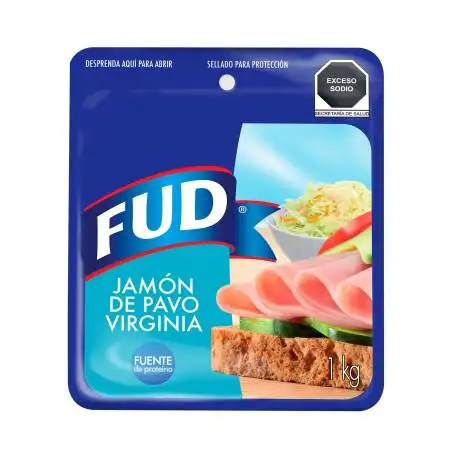 DESPRENDA AQUÍ PARA ABRIR
SELLADO PARA PROTECCIÓN
EXCESO
SODIO
SECRETARÍA DE SALUD
FUD®
JAMÓN
DE PAVO
VIRGINIA
FUENTE
de proteína
1 kg